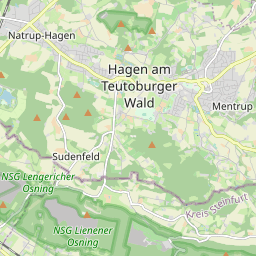 Natrup-Hagen
Hagen am
Teutoburger
Wald
Mentrup
Sudenfeld
NSG Lengericher
Osning
Kreis Steinfurt
NSG Lienener
Osning